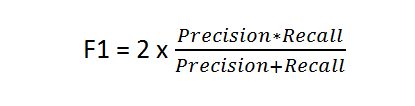 F1 = 2 x Precision*Recall / Precision+Recall